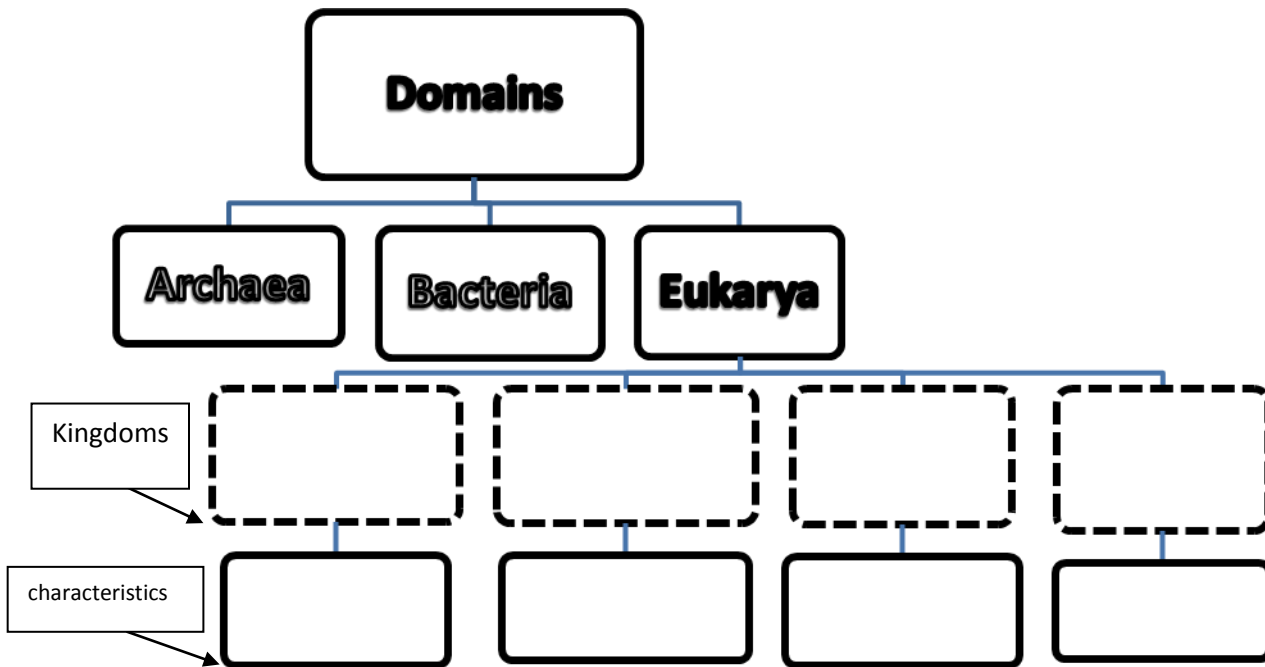 Domains
Archaea
Bacteria
Eukarya
Kingdoms
characteristics